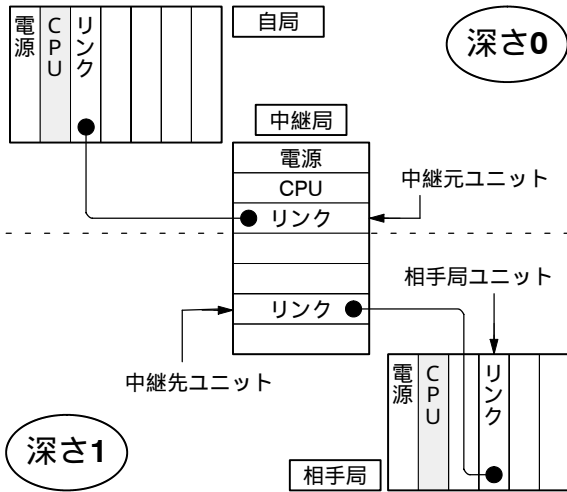 電源
CPU
リンク
自局
深さ0
中継局
電源
CPU
リンク
中継元ユニット
相手局ユニット
リンク
中継先ユニット
電源
CPU
リンク
深さ1
相手局